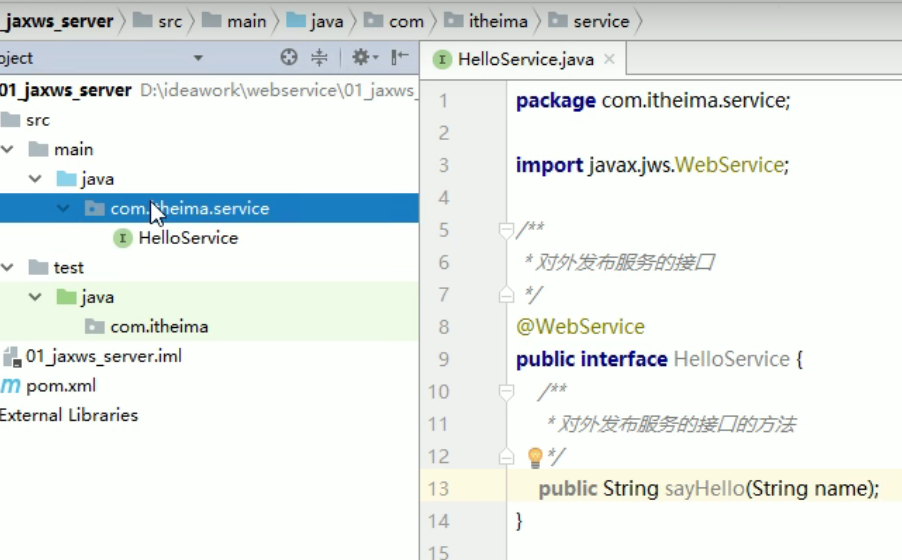 jaxws_server src main java com itheima service
oject
HelloService.java
01_jaxws_server D:\ideawork\webservice\01_jaxws_
src
main
java
com.itheima.service
I HelloService
test
java
com.itheima
01_jaxws_server.iml
m pom.xml
External Libraries
1 package com.itheima.service;
2
3 import javax.jws.WebService;
4
5 /**
6 * 对外发布服务的接口
7 */
8 @WebService
9 public interface HelloService {
10 /**
11 * 对外发布服务的接口的方法
12 */
13 public String sayHello(String name);
14 }
15